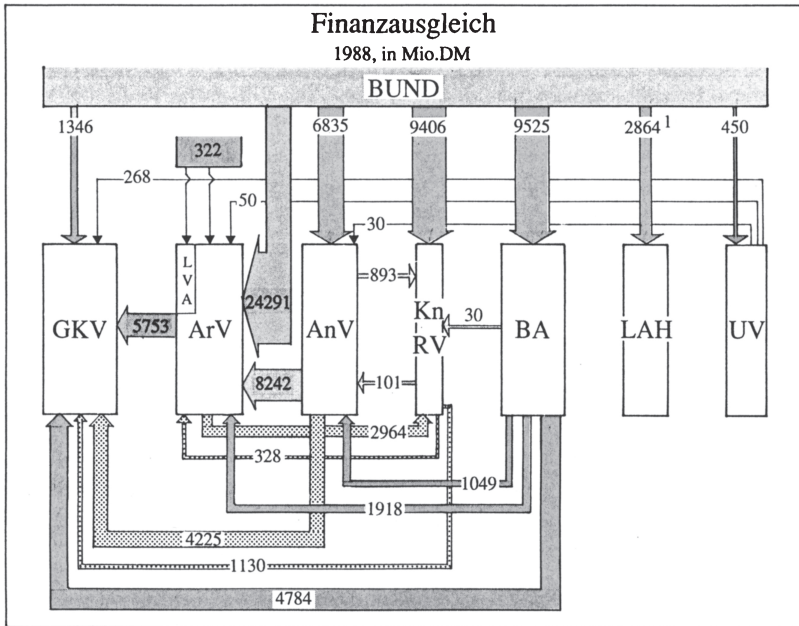 Finanzausgleich
1988, in Mio.DM
BUND
1346
6835
9406
9525
2864 1
450
322
268
50
30
L
V
A
893
24291
5753
GKV
ArV
AnV
Kn
RV
30
BA
LAH
UV
8242
101
2964
328
1049
1918
4225
1130
4784